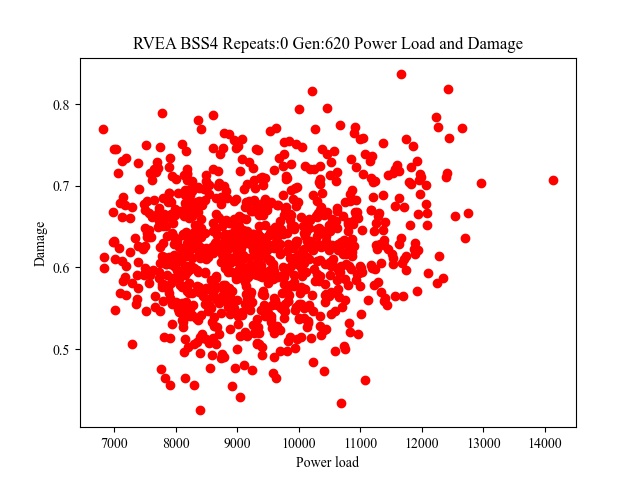 RVEA BSS4 Repeats:0 Gen:620 Power Load and Damage
0.8
0.7
0.6
0.5
Damage
7000 8000 9000 10000 11000 12000 13000 14000
Power load